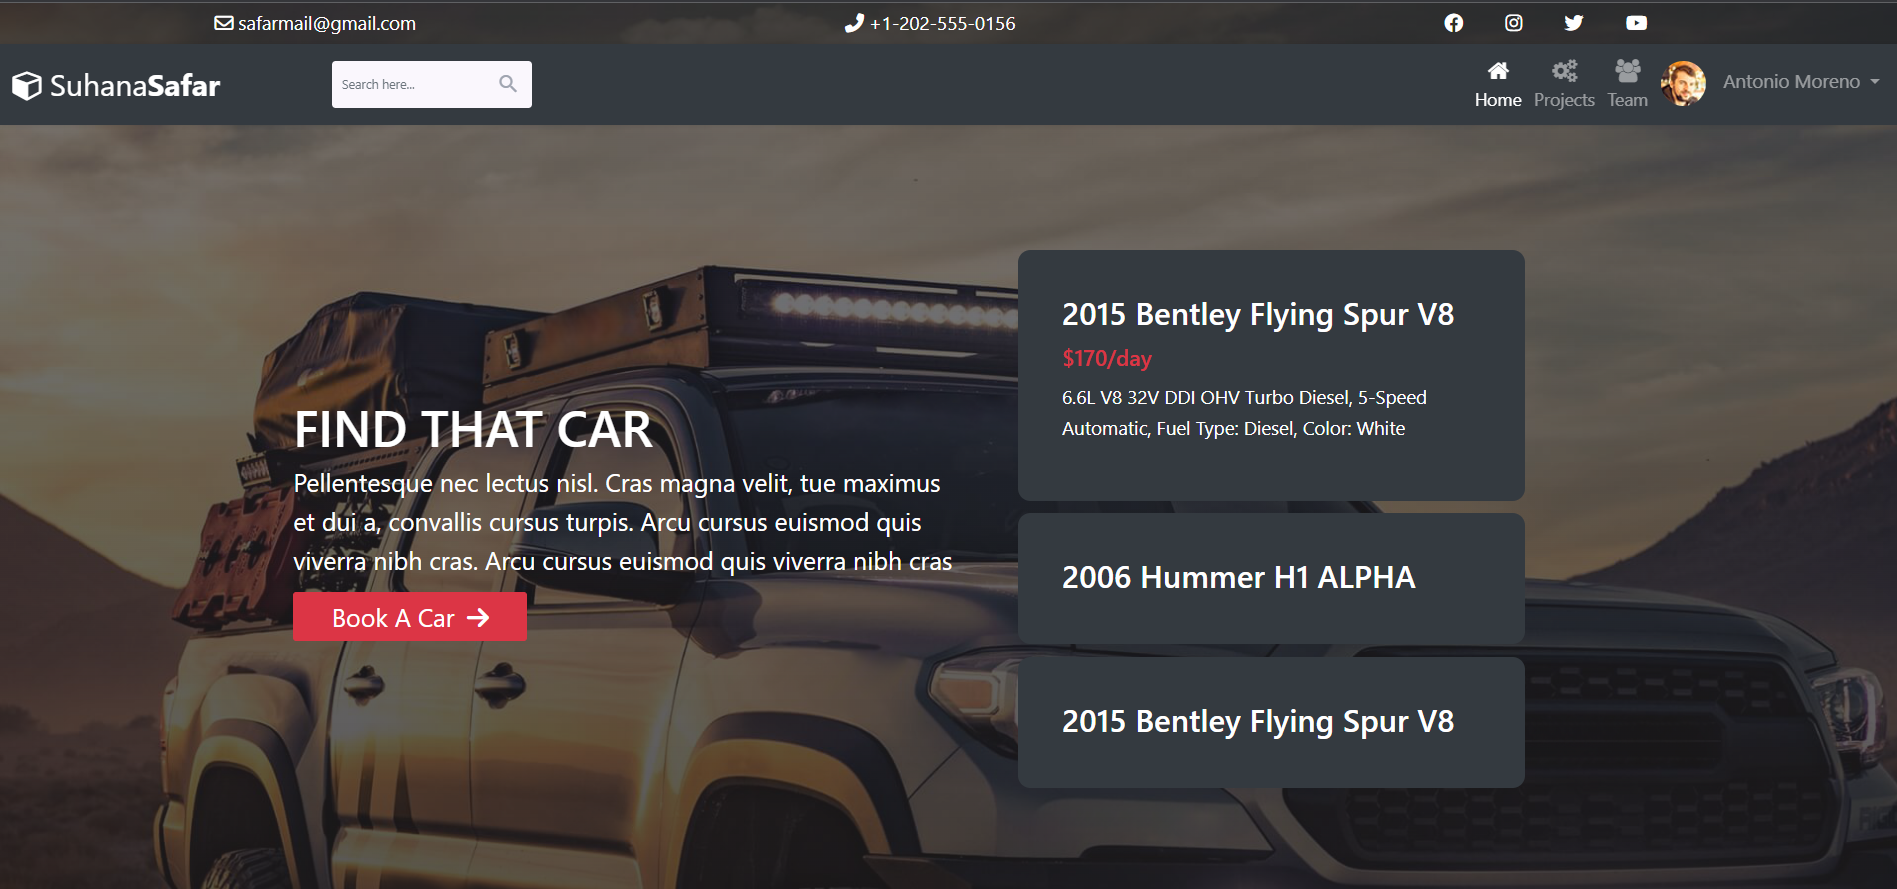 safarmail@gmail.com
+1-202-555-0156
SuhanaSafar
Search here...
Home
Projects
Team
Antonio Moreno
FIND THAT CAR
Pellentesque nec lectus nisl. Cras magna velit, tue maximus
et dui a, convallis cursus turpis. Arcu cursus euismod quis
viverra nibh cras. Arcu cursus euismod quis viverra nibh cras
Book A Car
2015 Bentley Flying Spur V8
$170/day
6.6L V8 32V DDI OHV Turbo Diesel, 5-Speed
Automatic, Fuel Type: Diesel, Color: White
2006 Hummer H1 ALPHA
2015 Bentley Flying Spur V8